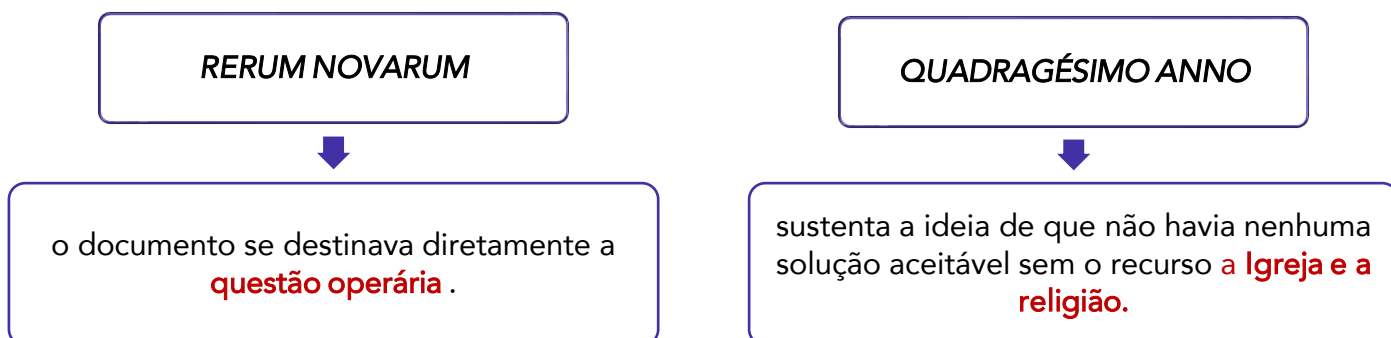 RERUM NOVARUM
o documento se destinava diretamente a
questão operária .
QUADRAGÉSIMO ANNO
sustenta a ideia de que não havia nenhuma
solução aceitável sem o recurso a Igreja e a
religião.